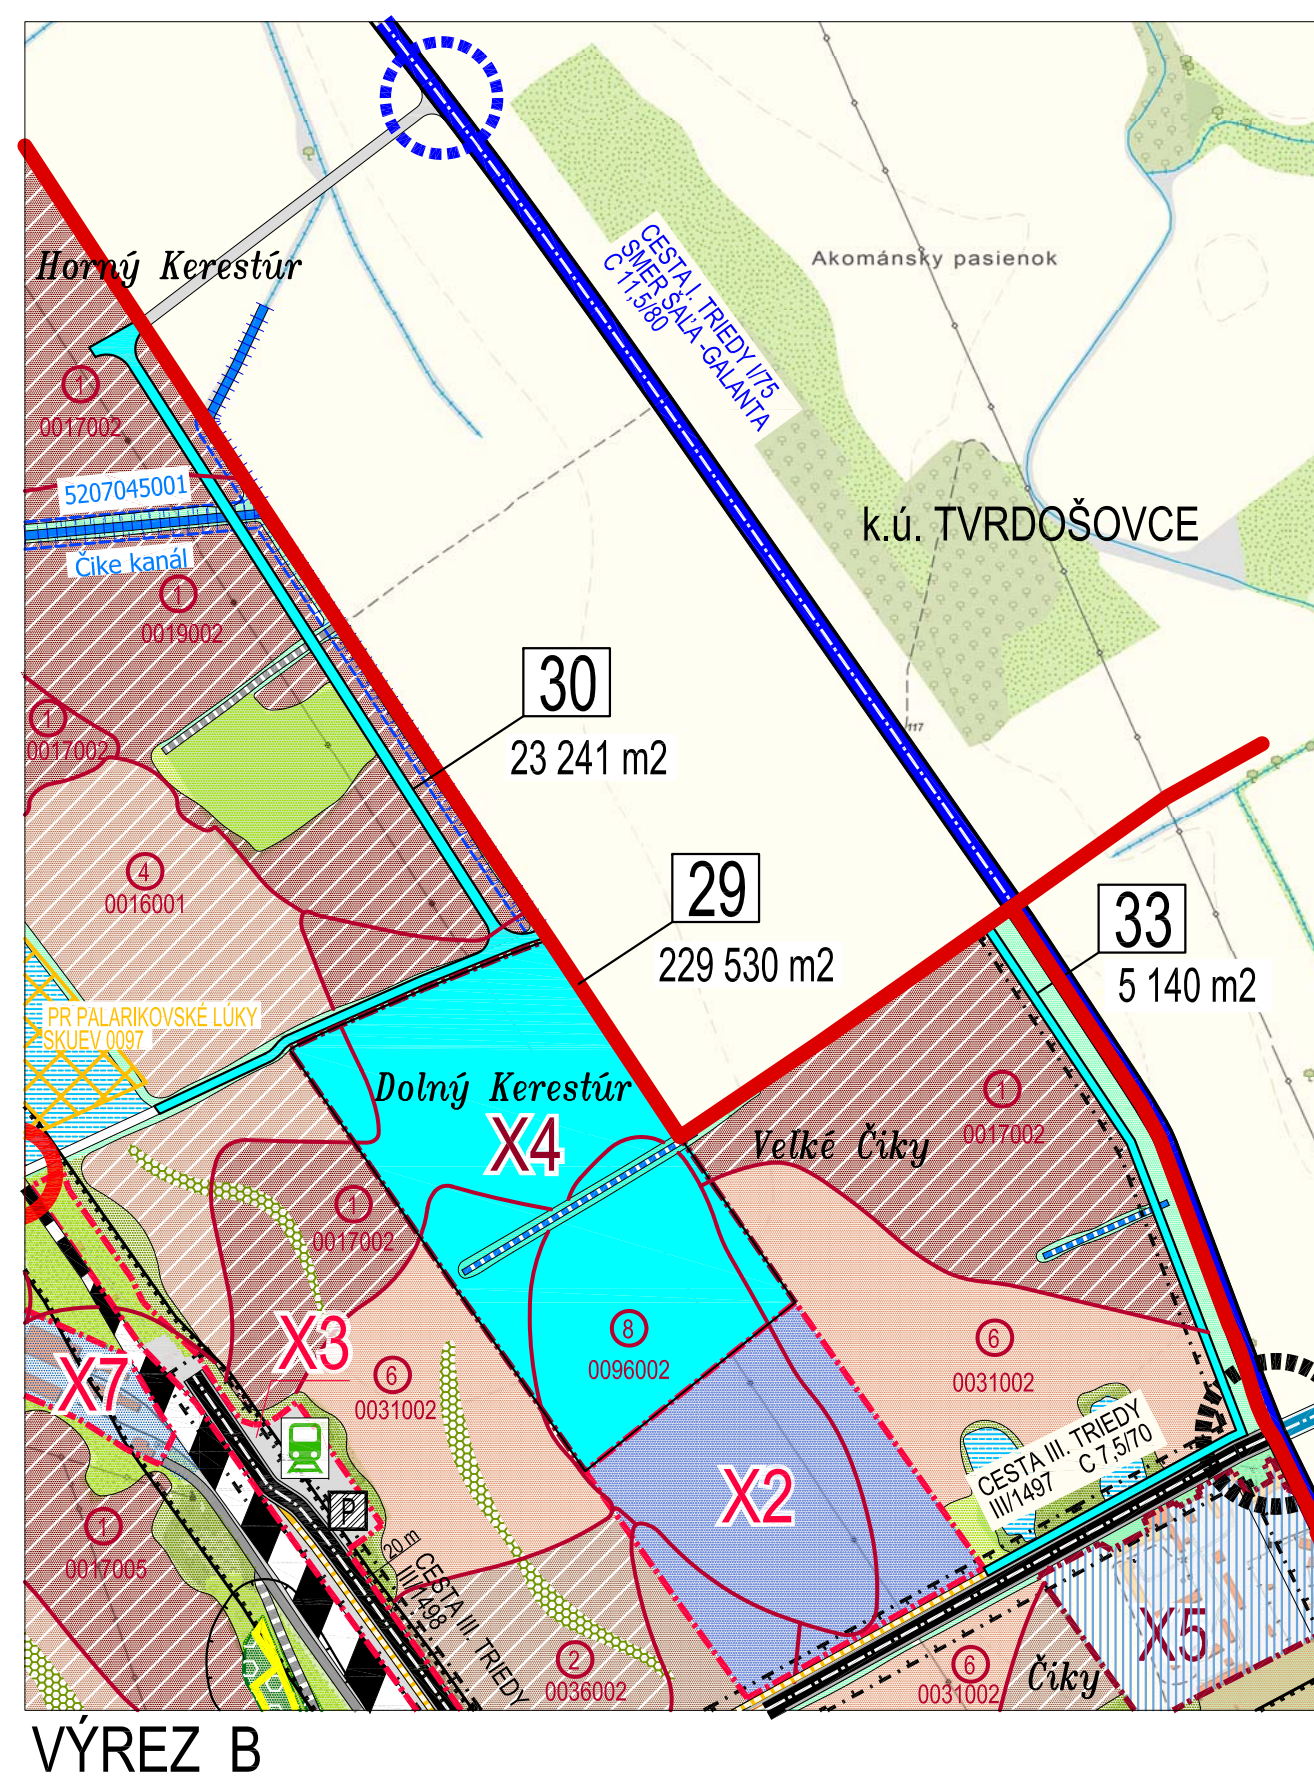 Horný Kerestúr
CESTA I. TRIEDY I/75
SMER ŠAĽA -GALANTA
C 11,5/80
Akománsky pasienok
1
0017002
5207045001
Čike kanál
k.ú. TVRDOŠOVCE
1
0019002
30
23 241 m2
1
0017002
117
4
0016001
29
229 530 m2
33
5 140 m2
PR PALARIKOVSKÉ LÚKY
SKUEV 0097
Dolný Kerestúr
X4
Veľké Čiky
1
0017002
1
0017002
X3
X7
6
0031002
8
0096002
6
0031002
CESTA III. TRIEDY
III/1497 C 7,5/70
X2
P
1
0017005
20 m
CESTA III. TRIEDY
III/1498
X5
2
0036002
6
0031002
Čiky
VÝREZ B